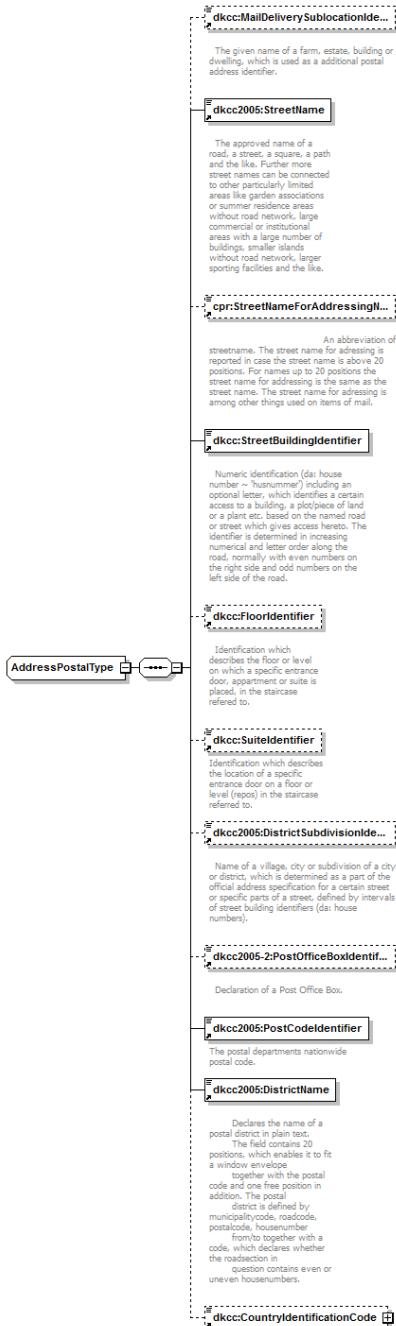 dkcc:MailDeliverySublocationIde...
The given name of a farm, estate, building or
dwelling, which is used as a additional postal
address identifier.
dkcc2005:StreetName
The approved name of a
road, a street, a square, a path
and the like. Further more
street names can be connected
to other particularly limited
areas like garden associations
or summer residence areas
without road network, large
commercial or institutional
areas with a large number of
buildings, smaller islands
without road network, larger
sporting facilities and the like.
cpr:StreetNameForAddressingN...
An abbreviation of
streetname. The street name for adressing is
reported in case the street name is above 20
positions. For names up to 20 positions the
street name for addressing is the same as the
street name. The street name for adressing is
among other things used on items of mail.
dkcc:StreetBuildingIdentifier
Numeric identification (da: house
number ~ 'husnummer') including an
optional letter, which identifies a certain
access to a building, a plot/piece of land
or a plant etc. based on the named road
or street which gives access hereto. The
identifier is determined in increasing
numerical and letter order along the
road, normally with even numbers on
the right side and odd numbers on the
left side of the road.
dkcc:FloorIdentifier
Identification which
describes the floor or level
on which a specific entrance
door, appartment or suite is
placed, in the staircase
refered to.
AddressPostalType
dkcc:SuiteIdentifier
Identification which describes
the location of a specific
entrance door on a floor or
level (repos) in the staircase
referred to.
dkcc2005:DistrictSubdivisionIde...
Name of a village, city or subdivision of a city
or district, which is determined as a part of the
official address specification for a certain street
or specific parts of a street, defined by intervals
of street building identifiers (da: house
numbers).
dkcc2005-2:PostOfficeBoxIdentif...
Declaration of a Post Office Box.
dkcc2005:PostCodeIdentifier
The postal departments nationwide
postal code.
dkcc2005:DistrictName
Declares the name of a
postal district in plain text.
The field contains 20
positions, which enables it to fit
a window envelope
together with the postal
code and one free position in
addition. The postal
district is defined by
municipalitycode, roadcode,
postalcode, housenumber
from/to together with a
code, which declares whether
the roadsection in
question contains even or
uneven housenumbers.
dkcc:CountryIdentificationCode